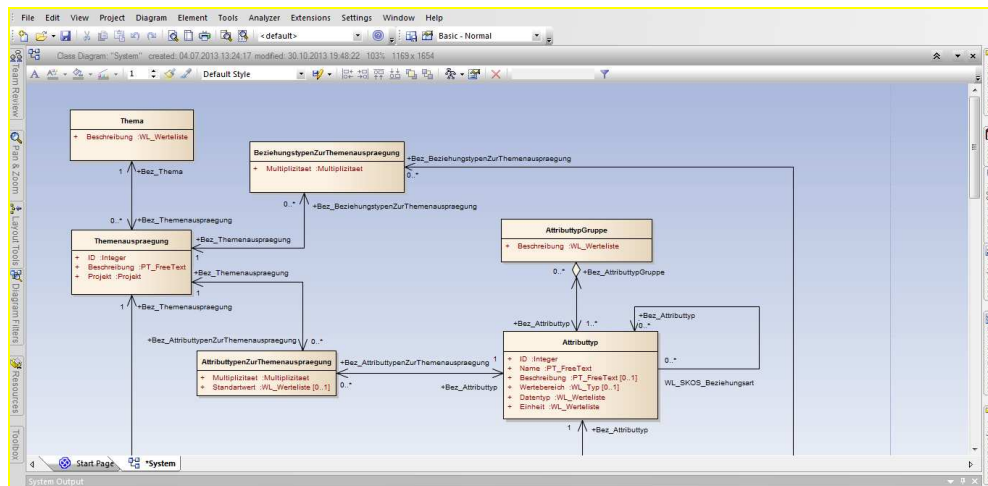 File Edit View Project Diagram Element Tools Analyzer Extensions Settings Window Help
<default> Basic - Normal
Class Diagram: "System" created: 04.07.2013 13:24:17 modified: 30.10.2013 19:48:22 103% 1169 x 1654
1 Default Style
Team Review
Pan & Zoom
Layout Tools
Diagram Filters
Resources
Toolbox
Thema
+ Beschreibung :WL_Werteliste
1 +Bez_Thema
0..* +Bez_Themenauspraegung
BeziehungstypenZurThemenauspraegung
+ Multiplizitaet :Multiplizitaet
+Bez_BeziehungstypenZurThemenauspraegung
0..*
0..* +Bez_BeziehungstypenZurThemenauspraegung
Themenauspraegung
+ ID :Integer
+ Beschreibung :PT_FreeText
+ Projekt :Projekt
+Bez_Themenauspraegung
1
+Bez_Themenauspraegung
1
1 +Bez_Themenauspraegung
AttributtypGruppe
+ Beschreibung :WL_Werteliste
0..* +Bez_AttributtypGruppe
+Bez_Attributtyp 1..*
+Bez_Attributtyp
0..*
+Bez_AttributtypenZurThemenauspraegung 0..*
AttributtypenZurThemenauspraegung
+ Multiplizitaet :Multiplizitaet
+ Standartwert :WL_Werteliste [0..1]
+Bez_AttributtypenZurThemenauspraegung 1
0..* +Bez_Attributtyp
Attributtyp
+ ID :Integer
+ Name :PT_FreeText
+ Beschreibung :PT_FreeText [0..1]
+ Wertebereich :WL_Typ [0..1]
+ Datentyp :WL_Werteliste
+ Einheit :WL_Werteliste
0..*
WL_SKOS_Beziehungsart
1 +Bez_Attributtyp
Start Page *System
System Output